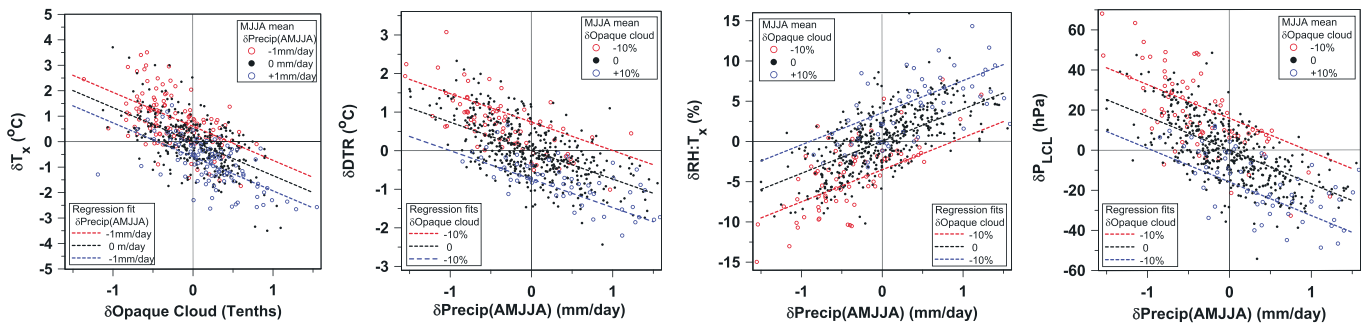 MJJA mean
δPrecip(AMJJA)
-1mm/day
0 mm/day
+1mm/day
5
4
3
2
1
0
-1
-2
-3
-4
-5
δTx (oC)
Regression fit
δPrecip(AMJJA)
-1mm/day
0 m/day
-1mm/day
-1 0 1
δOpaque Cloud (Tenths)
MJJA mean
δOpaque cloud
-10%
0
+10%
3
2
1
0
-1
-2
-3
δDTR (oC)
Regression fits
δOpaque cloud
-10%
0
-10%
-1 0 1
δPrecip(AMJJA) (mm/day)
MJJA mean
δOpaque cloud
-10%
0
+10%
15
10
5
0
-5
-10
-15
δRH:Tx (%)
Regression fits
δOpaque cloud
-10%
0
-10%
-1 0 1
δPrecip(AMJJA) (mm/day)
MJJA mean
δOpaque cloud
-10%
0
+10%
60
40
20
0
-20
-40
-60
δPLCL (hPa)
Regression fits
δOpaque cloud
-10%
0
-10%
-1 0 1
δPrecip(AMJJA) (mm/day)